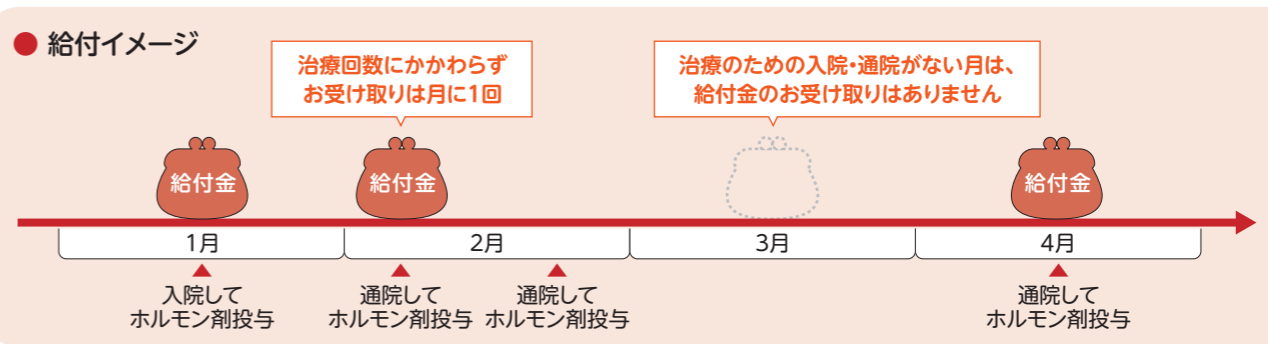 ● 給付イメージ
治療回数にかかわらず
お受け取りは月に1回
治療のための入院・通院がない月は、
給付金のお受け取りはありません
給付金
給付金
給付金
1月
2月
3月
4月
入院して
ホルモン剤投与
通院して
ホルモン剤投与
通院して
ホルモン剤投与
通院して
ホルモン剤投与